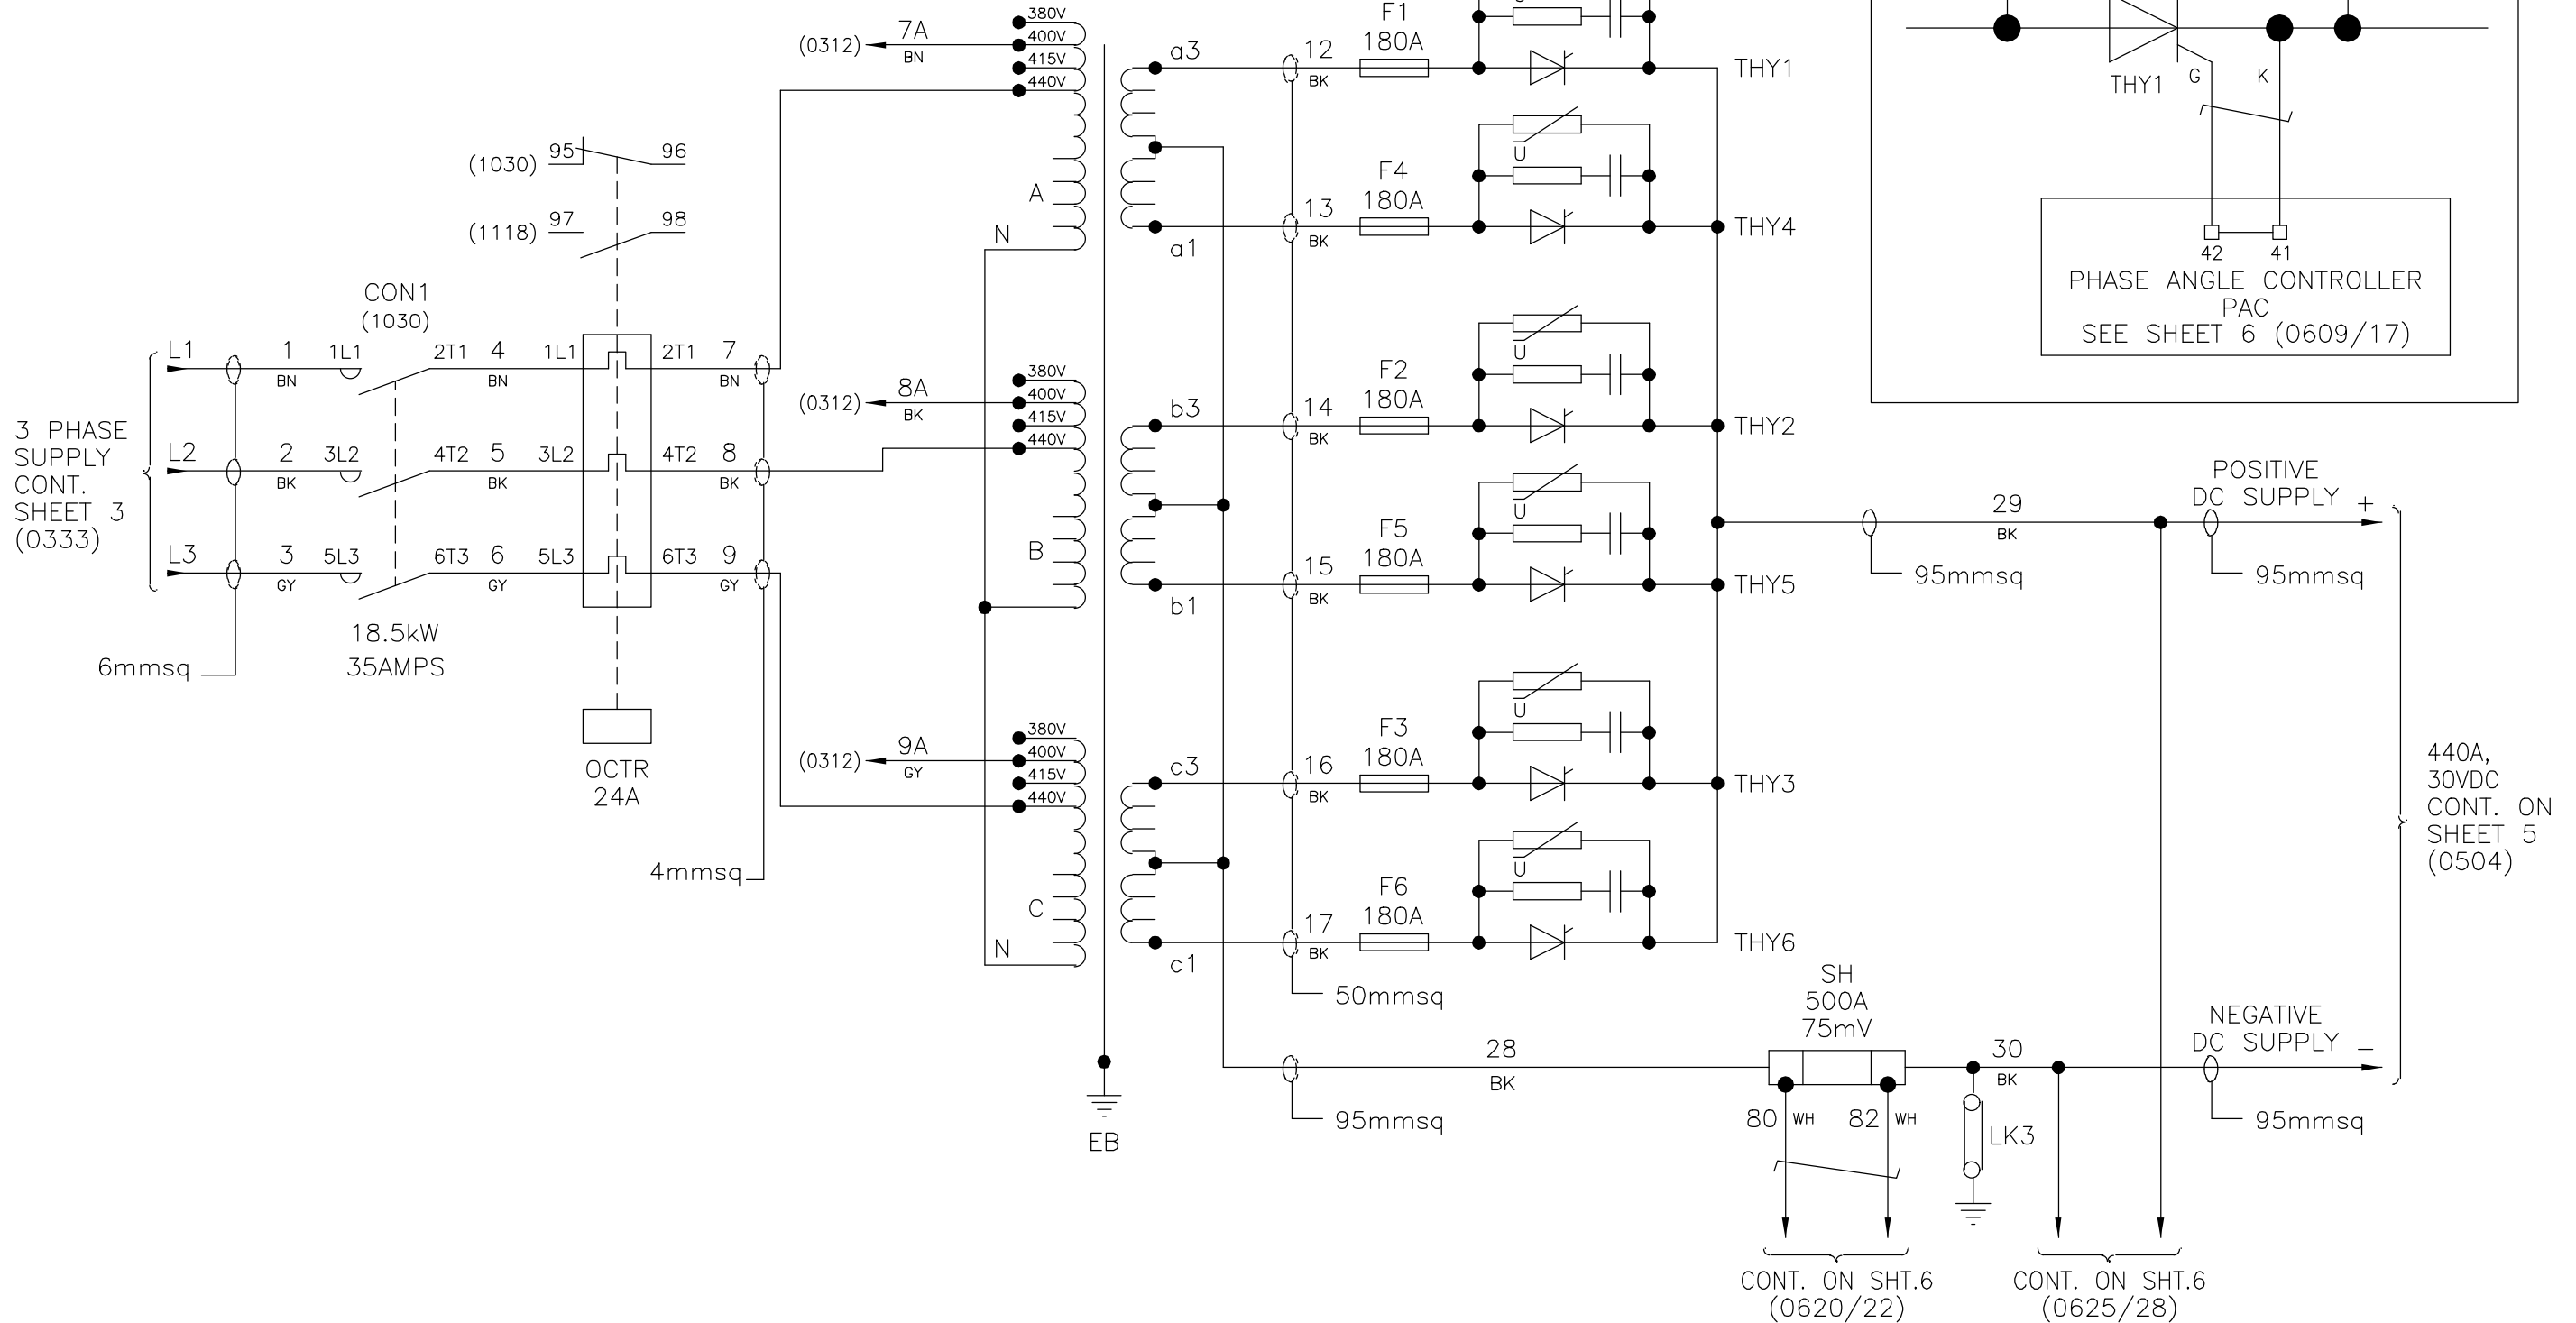 380V
400V
415V
440V
7A
BN
(0312)
a3
12
BK
F1
180A
THY1
THY1
G
K
42
41
PHASE ANGLE CONTROLLER
PAC
SEE SHEET 6 (0609/17)
(1030)
95
96
(1118)
97
98
A
N
a1
13
BK
F4
180A
U
THY4
CON1
(1030)
3 PHASE
SUPPLY
CONT.
SHEET 3
(0333)
L1
1
BN
1L1
2T1
4
BN
1L1
2T1
7
BN
L2
2
BK
3L2
4T2
5
BK
3L2
4T2
8
BK
L3
3
GY
5L3
6T3
6
GY
5L3
6T3
9
GY
6mmsq
18.5kW
35AMPS
OCTR
24A
4mmsq
380V
400V
415V
440V
8A
BK
(0312)
b3
14
BK
F2
180A
U
THY2
B
b1
15
BK
F5
180A
U
THY5
29
BK
95mmsq
POSITIVE
DC SUPPLY +
95mmsq
380V
400V
415V
440V
9A
GY
(0312)
c3
16
BK
F3
180A
U
THY3
C
N
c1
17
BK
F6
180A
U
THY6
50mmsq
440A,
30VDC
CONT. ON
SHEET 5
(0504)
EB
28
BK
95mmsq
SH
500A
75mV
80
WH
82
WH
30
BK
LK3
NEGATIVE
DC SUPPLY −
95mmsq
CONT. ON SHT.6
(0620/22)
CONT. ON SHT.6
(0625/28)